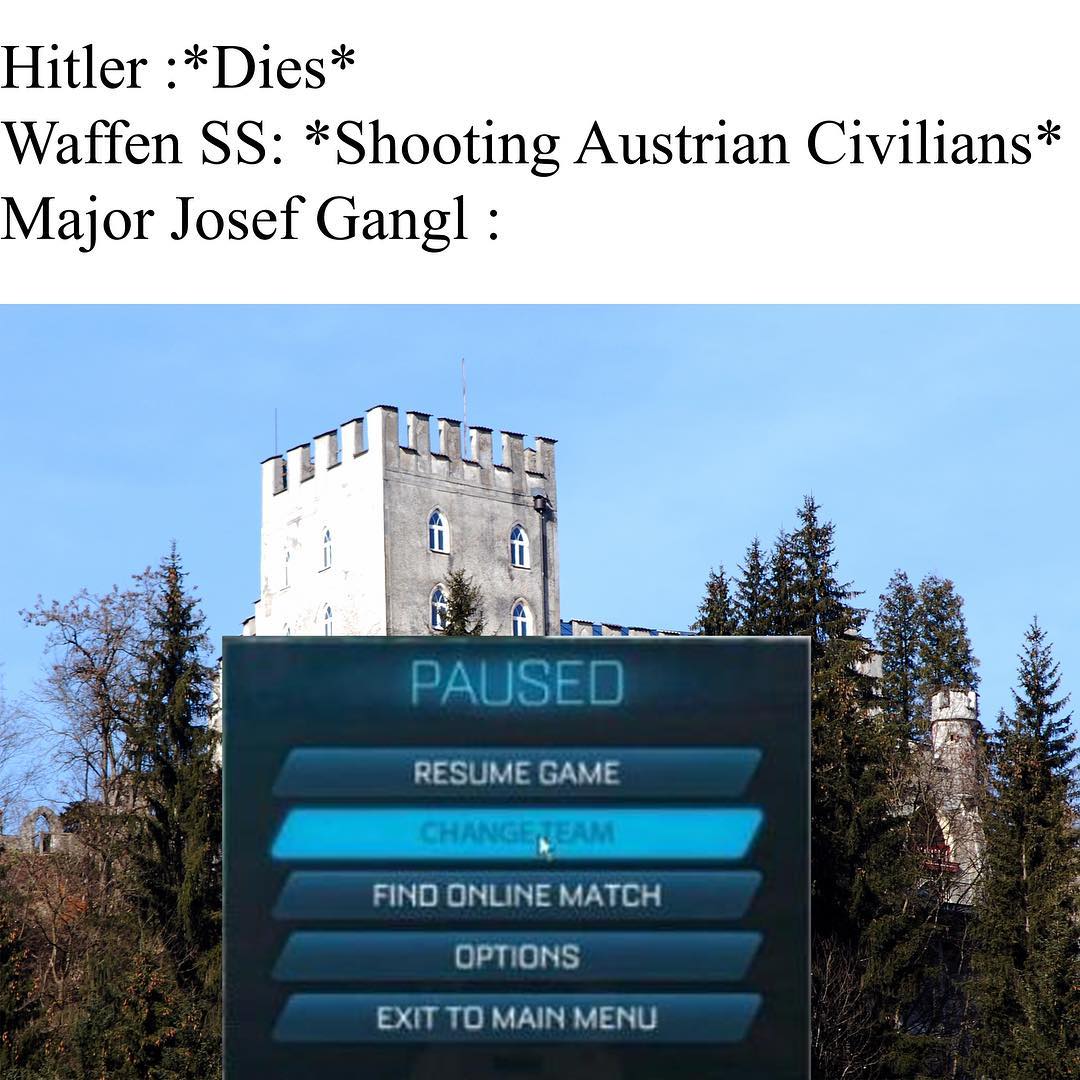 Hitler :*Dies*
Waffen SS: *Shooting Austrian Civilians*
Major Josef Gangl :
PAUSED
RESUME GAME
CHANGE TEAM
FIND ONLINE MATCH
OPTIONS
EXIT TO MAIN MENU